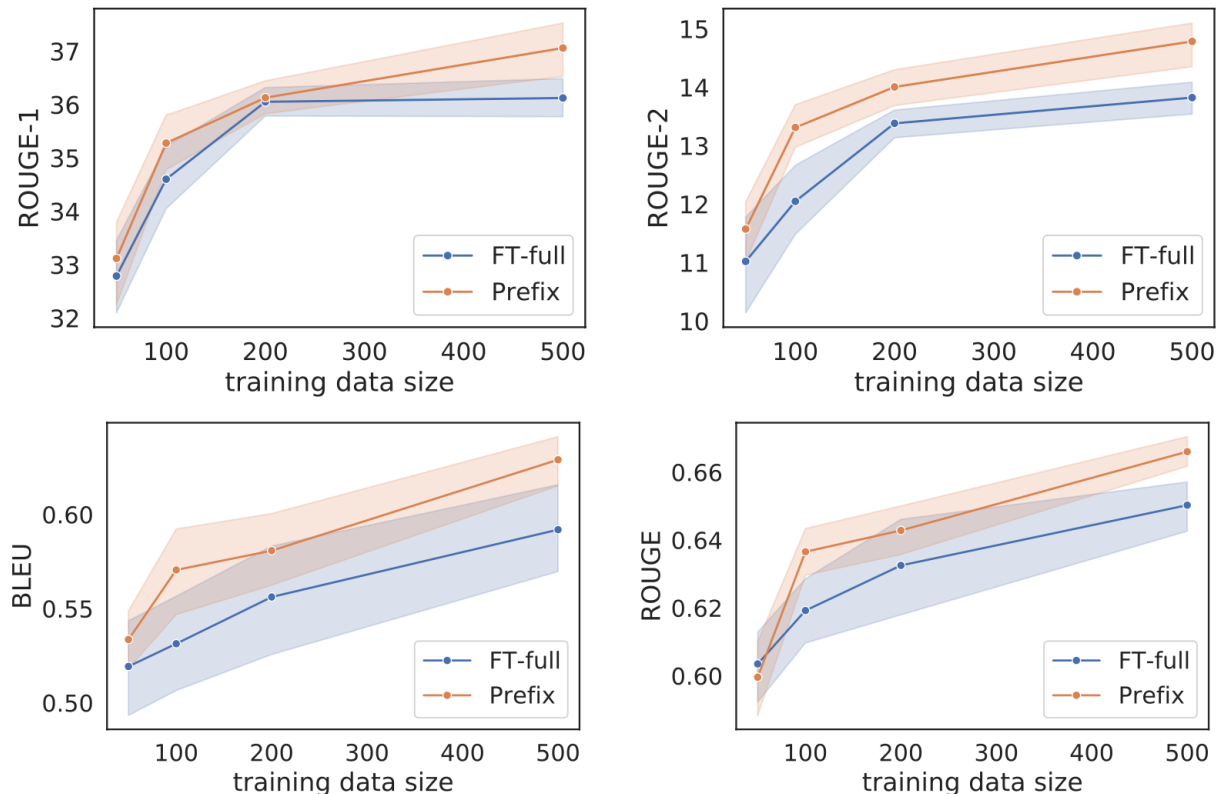 ROUGE-1
37
36
35
34
33
32
FT-full
Prefix
100 200 300 400 500
training data size
ROUGE-2
15
14
13
12
11
10
FT-full
Prefix
100 200 300 400 500
training data size
BLEU
0.60
0.55
0.50
FT-full
Prefix
100 200 300 400 500
training data size
ROUGE
0.66
0.64
0.62
0.60
FT-full
Prefix
100 200 300 400 500
training data size